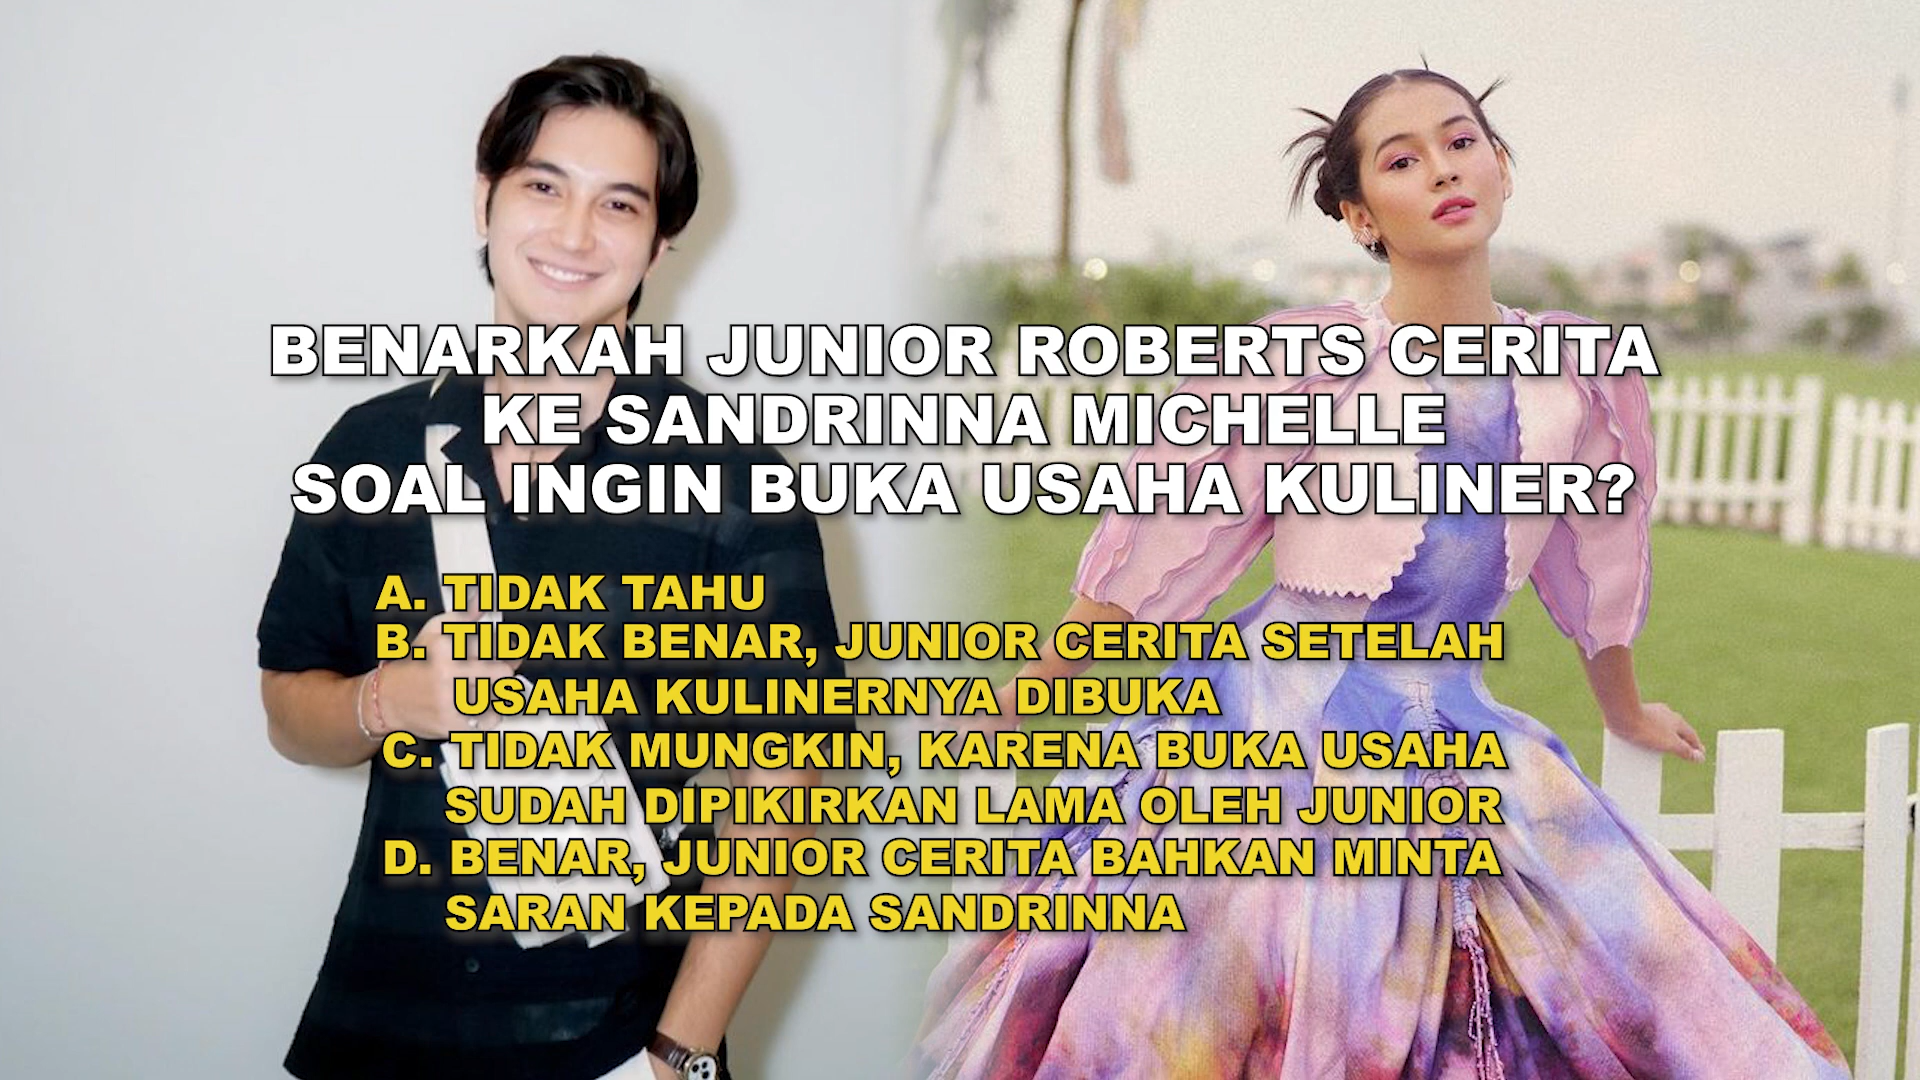 BENARKAH JUNIOR ROBERTS CERITA
KE SANDRINNA MICHELLE
SOAL INGIN BUKA USAHA KULINER?
A. TIDAK TAHU
B. TIDAK BENAR, JUNIOR CERITA SETELAH
USAHA KULINERNYA DIBUKA
C. TIDAK MUNGKIN, KARENA BUKA USAHA
SUDAH DIPIKIRKAN LAMA OLEH JUNIOR
D. BENAR, JUNIOR CERITA BAHKAN MINTA
SARAN KEPADA SANDRINNA